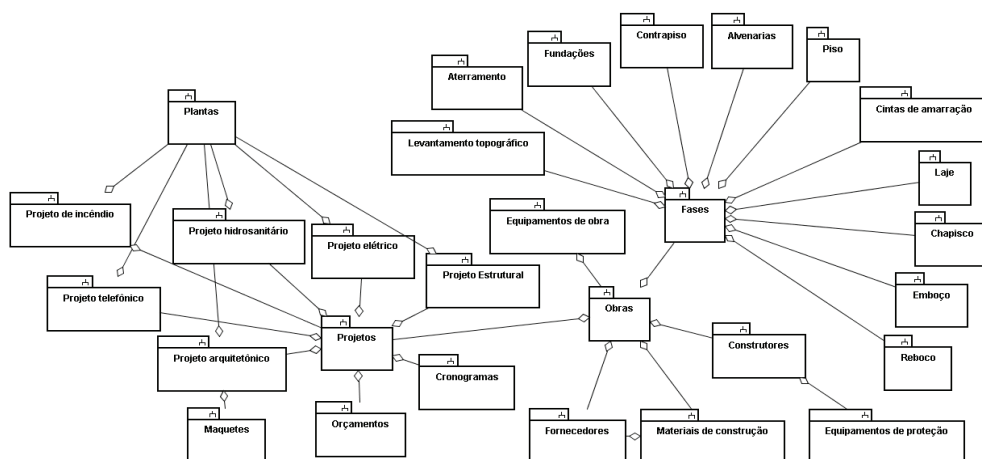 Contrapiso
Alvenarias
Piso
Fundações
Aterramento
Plantas
Cintas de amarração
Levantamento topográfico
Laje
Projeto de incêndio
Projeto hidrosanitário
Equipamentos de obra
Fases
Chapisco
Projeto elétrico
Projeto telefónico
Projeto Estrutural
Emboço
Obras
Projetos
Projeto arquitetónico
Construtores
Reboco
Cronogramas
Maquetes
Orçamentos
Fornecedores
Materiais de construção
Equipamentos de proteção